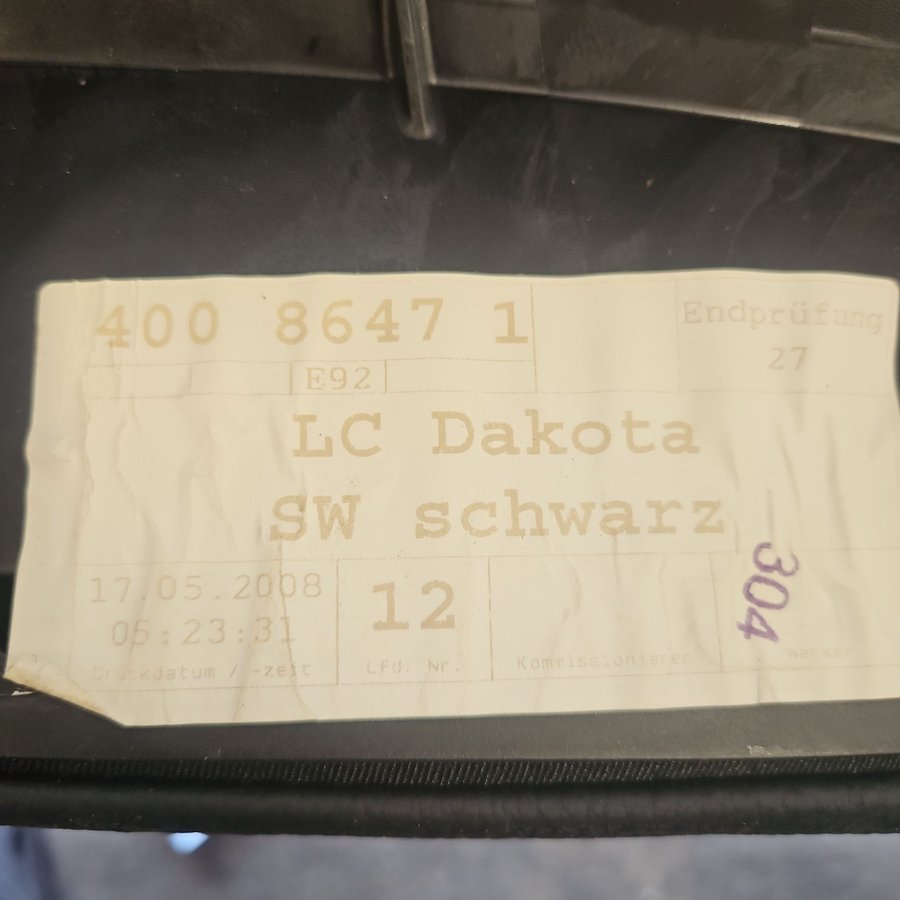 400 8647 1
Endprüfung
27
E92
LC Dakota
SW schwarz
17.05.2008
05:23:31
Druckdatum / -zeit
12
Lfd. Nr.
Kommissionierer
304
Werker